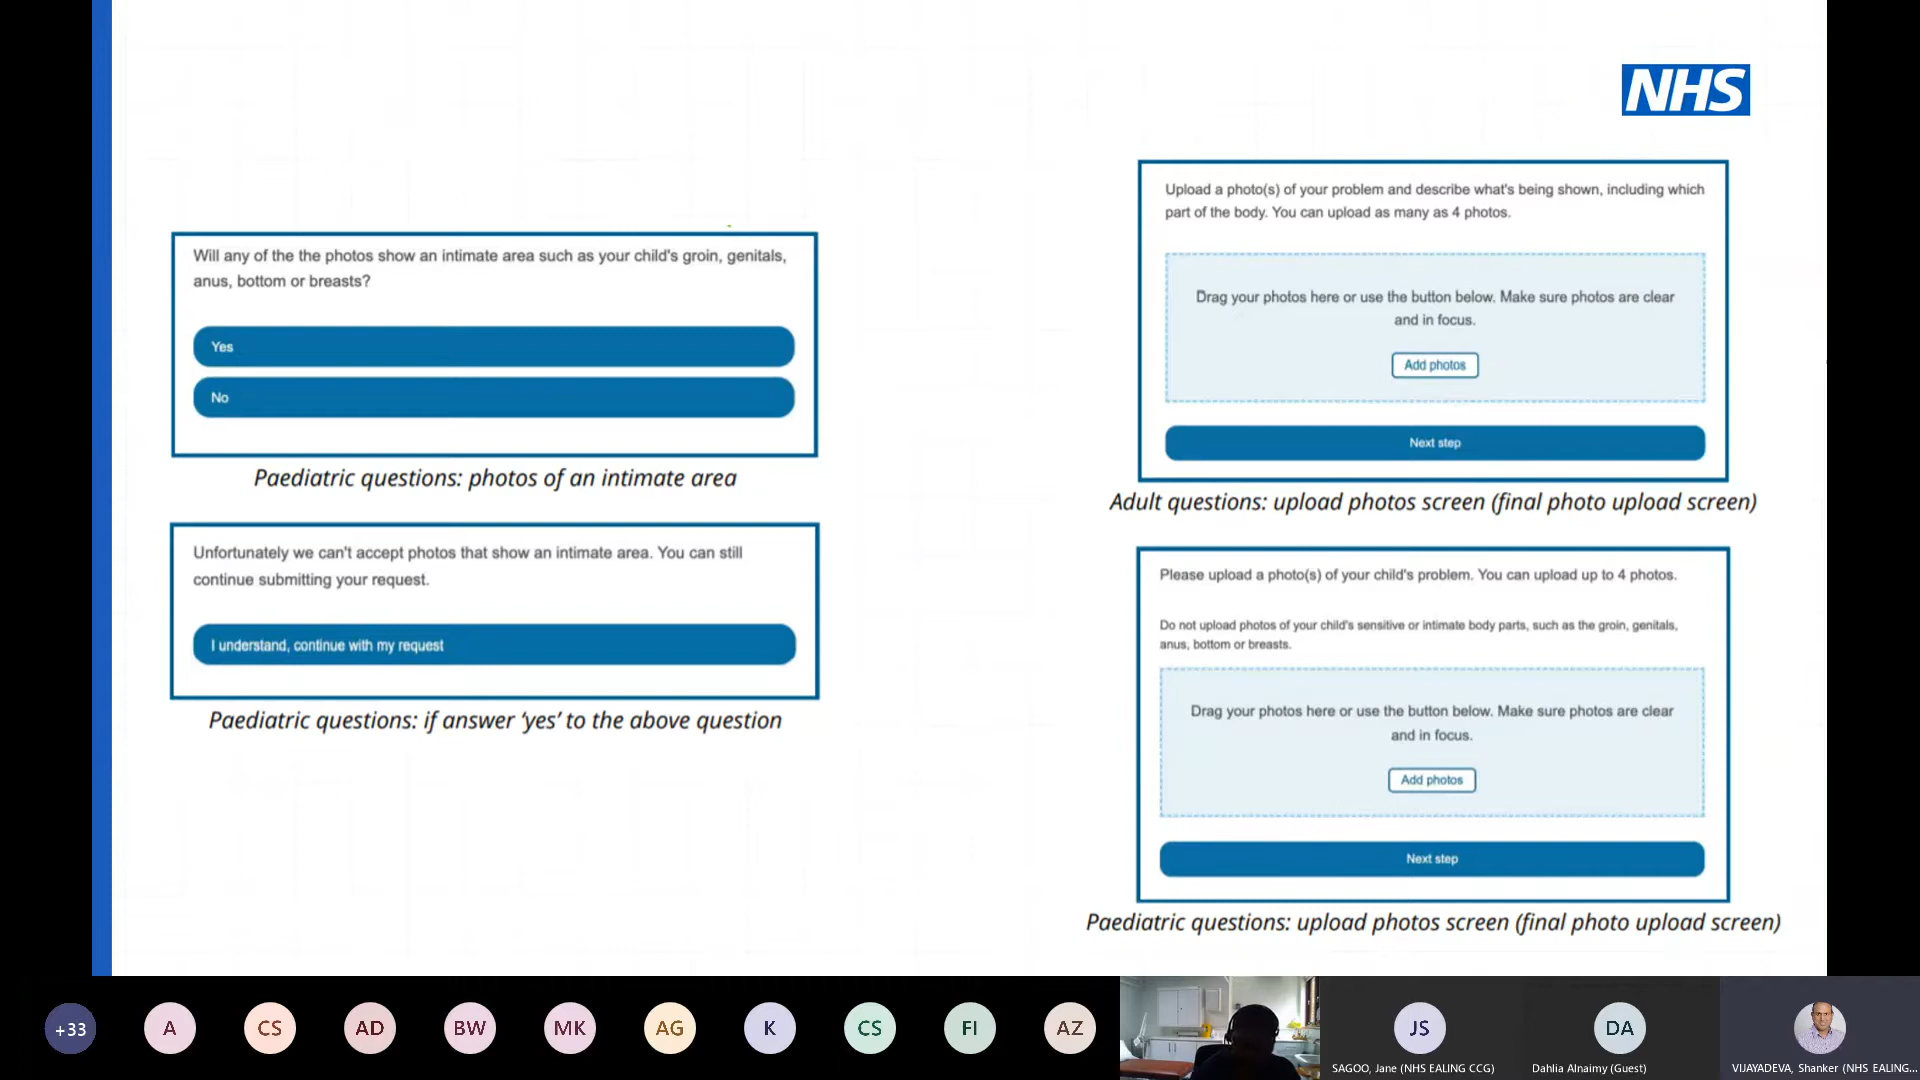 NHS
Will any of the the photos show an intimate area such as your child's groin, genitals,
anus, bottom or breasts?
Yes
No
Paediatric questions: photos of an intimate area
Unfortunately we can't accept photos that show an intimate area. You can still
continue submitting your request.
I understand, continue with my request
Paediatric questions: if answer ‘yes’ to the above question
Upload a photo(s) of your problem and describe what's being shown, including which
part of the body. You can upload as many as 4 photos.
Drag your photos here or use the button below. Make sure photos are clear
and in focus.
Add photos
Next step
Adult questions: upload photos screen (final photo upload screen)
Please upload a photo(s) of your child's problem. You can upload up to 4 photos.
Do not upload photos of your child's sensitive or intimate body parts, such as the groin, genitals,
anus, bottom or breasts.
Drag your photos here or use the button below. Make sure photos are clear
and in focus.
Add photos
Next step
Paediatric questions: upload photos screen (final photo upload screen)
+33
A
CS
AD
BW
MK
AG
K
CS
FI
AZ
JS
SAGOO, Jane (NHS EALING CCG)
DA
Dahlia Alnaimy (Guest)
VIJAYADEVA, Shanker (NHS EALING...